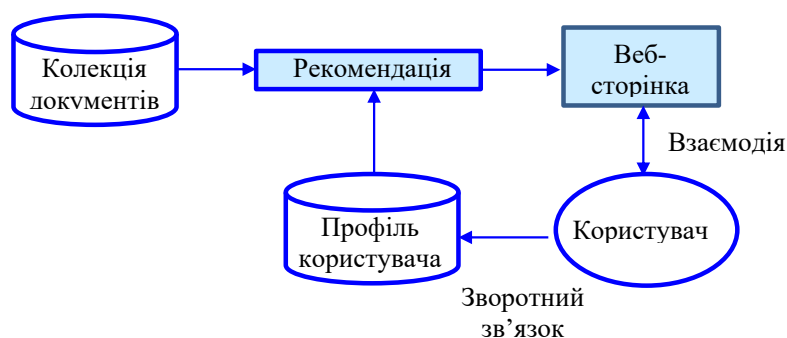 Колекція
документів
Рекомендація
Веб-
сторінка
Взаємодія
Профіль
користувача
Користувач
Зворотний
зв’язок